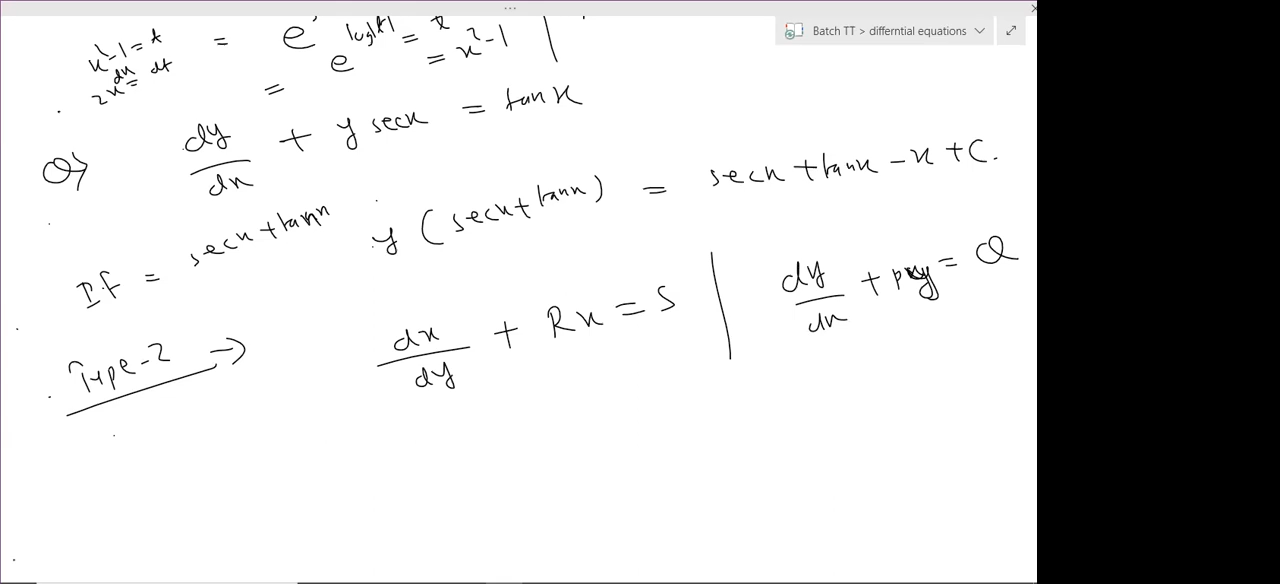 Batch TT > differntial equations
x²-1=t = e^ log|t| = t
2x dx = dt = e = x²-1
Q) dy/dx + y secx = tanx
IF = secx+tanx y (secx+tanx) = secx+tanx-x+C.
Type-2 → dx/dy + Rx = S | dy/dx + Py = Q